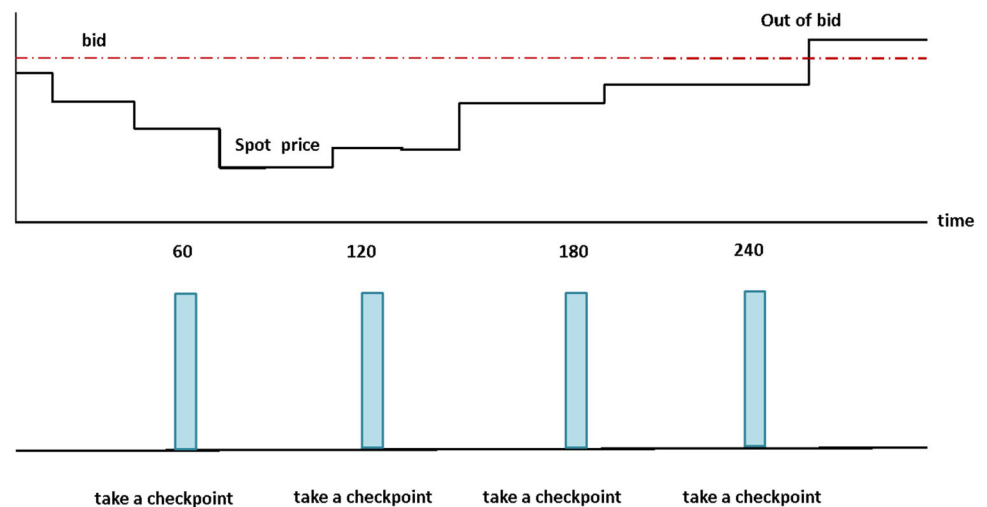 Out of bid
bid
Spot price
time
60 120 180 240
take a checkpoint take a checkpoint take a checkpoint take a checkpoint